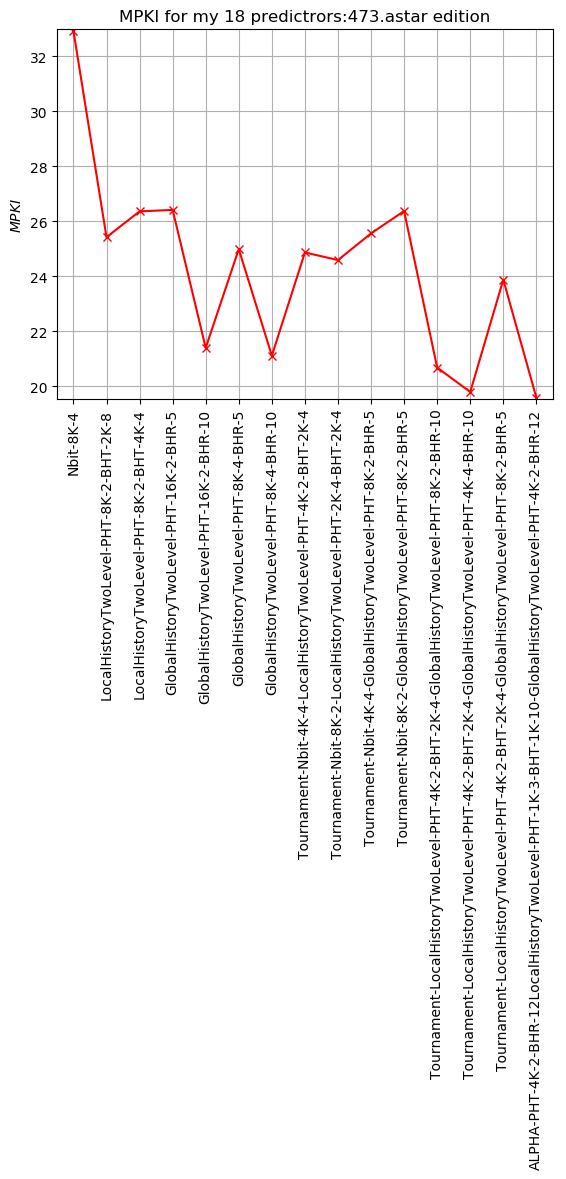 MPKI for my 18 predictrors:473.astar edition
32
30
28
26
24
22
20
MPKI
Nbit-8K-4
LocalHistoryTwoLevel-PHT-8K-2-BHT-2K-8
LocalHistoryTwoLevel-PHT-8K-2-BHT-4K-4
GlobalHistoryTwoLevel-PHT-16K-2-BHR-5
GlobalHistoryTwoLevel-PHT-16K-2-BHR-10
GlobalHistoryTwoLevel-PHT-8K-4-BHR-5
GlobalHistoryTwoLevel-PHT-8K-4-BHR-10
Tournament-Nbit-4K-4-LocalHistoryTwoLevel-PHT-4K-2-BHT-2K-4
Tournament-Nbit-8K-2-LocalHistoryTwoLevel-PHT-2K-4-BHT-2K-4
Tournament-Nbit-4K-4-GlobalHistoryTwoLevel-PHT-8K-2-BHR-5
Tournament-Nbit-8K-2-GlobalHistoryTwoLevel-PHT-8K-2-BHR-5
Tournament-LocalHistoryTwoLevel-PHT-4K-2-BHT-2K-4-GlobalHistoryTwoLevel-PHT-8K-2-BHR-10
Tournament-LocalHistoryTwoLevel-PHT-4K-2-BHT-2K-4-GlobalHistoryTwoLevel-PHT-4K-4-BHR-10
Tournament-LocalHistoryTwoLevel-PHT-4K-2-BHT-2K-4-GlobalHistoryTwoLevel-PHT-8K-2-BHR-5
ALPHA-PHT-4K-2-BHR-12LocalHistoryTwoLevel-PHT-1K-3-BHT-1K-10-GlobalHistoryTwoLevel-PHT-4K-2-BHR-12